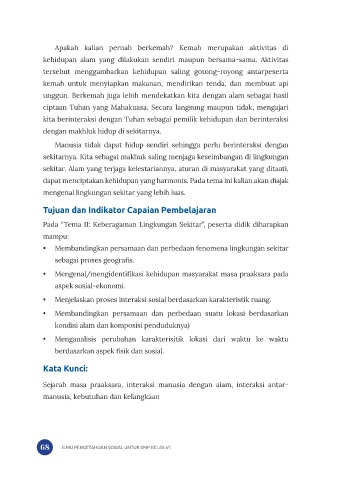 Apakah kalian pernah berkemah? Kemah merupakan aktivitas di
kehidupan alam yang dilakukan sendiri maupun bersama-sama. Aktivitas
tersebut menggambarkan kehidupan saling gotong-royong antarpeserta
kemah untuk menyiapkan makanan, mendirikan tenda, dan membuat api
unggun. Berkemah juga lebih mendekatkan kita dengan alam sebagai hasil
ciptaan Tuhan yang Mahakuasa. Secara langsung maupun tidak, mengajari
kita berinteraksi dengan Tuhan sebagai pemilik kehidupan dan berinteraksi
dengan makhluk hidup di sekitarnya.
Manusia tidak dapat hidup sendiri sehingga perlu berinteraksi dengan
sekitarnya. Kita sebagai makhuk saling menjaga keseimbangan di lingkungan
sekitar. Alam yang terjaga kelestariannya, aturan di masyarakat yang ditaati,
dapat menciptakan kehidupan yang harmonis. Pada tema ini kalian akan diajak
mengenal lingkungan sekitar yang lebih luas.
Tujuan dan Indikator Capaian Pembelajaran
Pada “Tema II: Keberagaman Lingkungan Sekitar”, peserta didik diharapkan
mampu:
• Membandingkan persamaan dan perbedaan fenomena lingkungan sekitar
sebagai proses geografis.
• Mengenal/mengidentifikasi kehidupan masyarakat masa praaksara pada
aspek sosial-ekonomi.
• Menjelaskan proses interaksi sosial berdasarkan karakteristik ruang.
• Membandingkan persamaan dan perbedaan suatu lokasi berdasarkan
kondisi alam dan komposisi penduduknya)
• Menganalisis perubahan karakterisitik lokasi dari waktu ke waktu
berdasarkan aspek fisik dan sosial.
Kata Kunci:
Sejarah masa praaksara, interaksi manusia dengan alam, interaksi antar-
manusia, kebutuhan dan kelangkaan
68 ILMU PENGETAHUAN SOSIAL UNTUK SMP KELAS VII